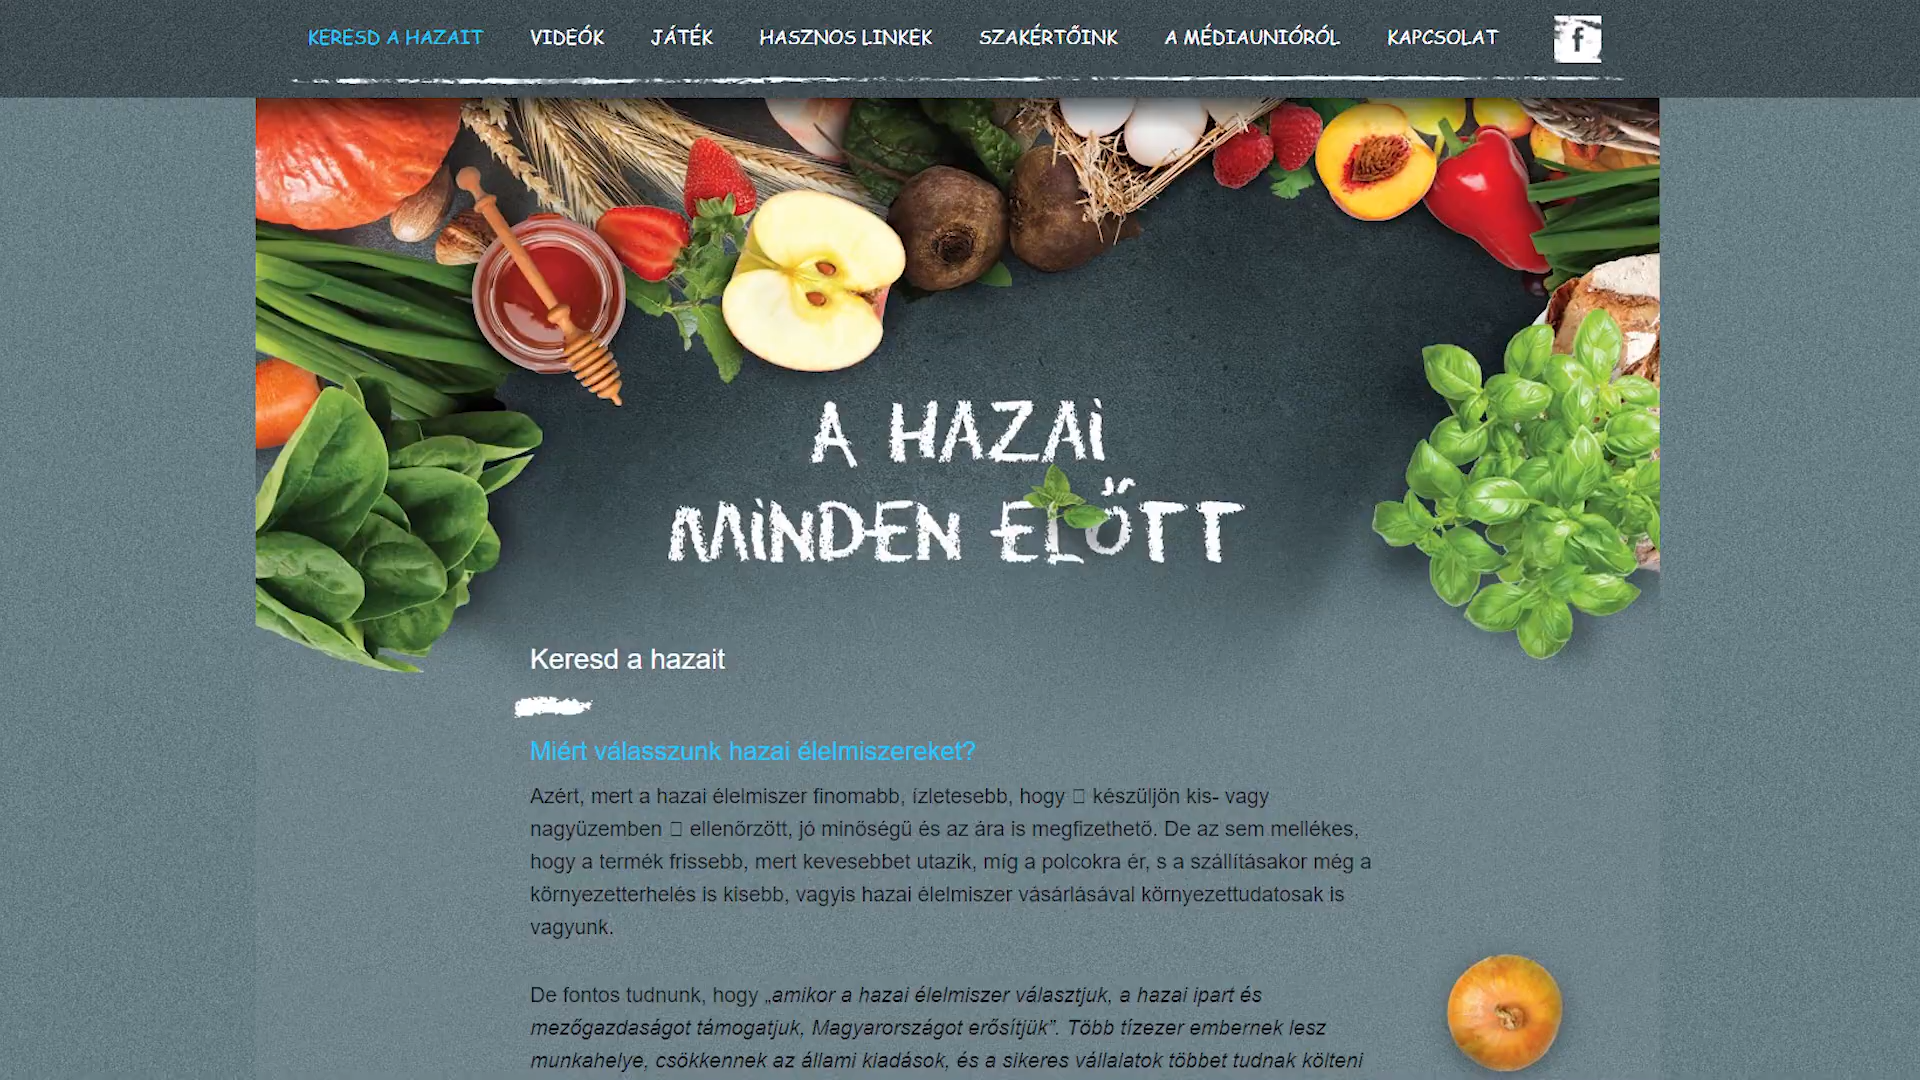 KERESD A HAZAIT VIDEÓK JÁTÉK HASZNOS LINKEK SZAKÉRTŐINK A MÉDIAUNIÓRÓL KAPCSOLAT f
A HAZAI
MINDEN ELŐTT
Keresd a hazait
Miért válasszunk hazai élelmiszereket?
Azért, mert a hazai élelmiszer finomabb, ízletesebb, hogy  készüljön kis- vagy
nagyüzemben  ellenőrzött, jó minőségű és az ára is megfizethető. De az sem mellékes,
hogy a termék frissebb, mert kevesebbet utazik, míg a polcokra ér, s a szállításakor még a
környezetterhelés is kisebb, vagyis hazai élelmiszer vásárlásával környezettudatosak is
vagyunk.
De fontos tudnunk, hogy „amikor a hazai élelmiszer választjuk, a hazai ipart és
mezőgazdaságot támogatjuk, Magyarországot erősítjük”. Több tízezer embernek lesz
munkahelye, csökkennek az állami kiadások, és a sikeres vállalatok többet tudnak költeni